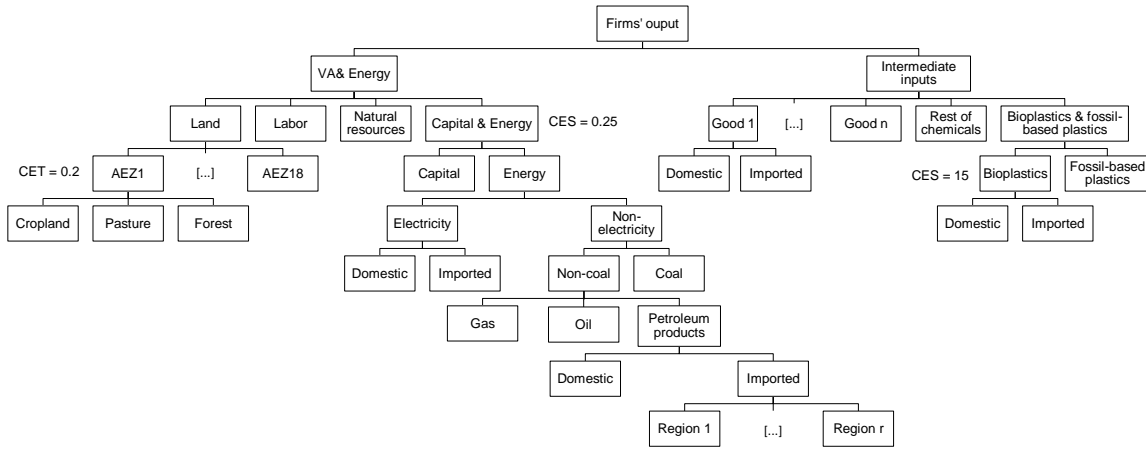 Firms' ouput
VA& Energy
Intermediate
inputs
Land
Labor
Natural
resources
Capital & Energy
CES = 0.25
Good 1
[...]
Good n
Rest of
chemicals
Bioplastics & fossil-
based plastics
CET = 0.2
AEZ1
[...]
AEZ18
Capital
Energy
Domestic
Imported
CES = 15
Bioplastics
Fossil-based
plastics
Cropland
Pasture
Forest
Electricity
Non-
electricity
Domestic
Imported
Domestic
Imported
Non-coal
Coal
Gas
Oil
Petroleum
products
Domestic
Imported
Region 1
[...]
Region r